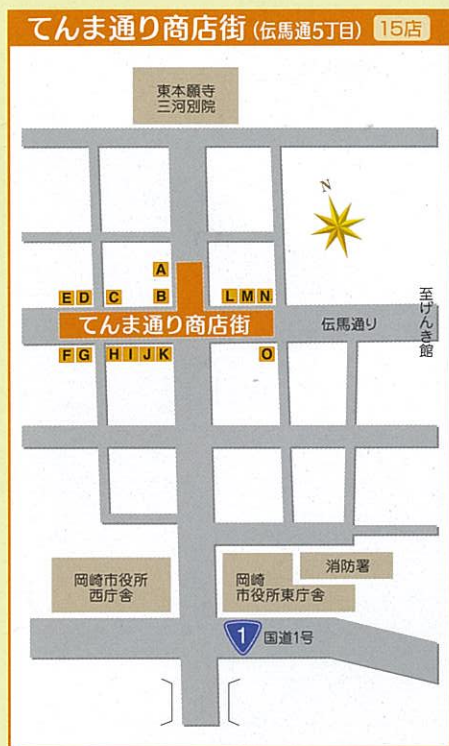 てんま通り商店街 (伝馬通5丁目) 15店
東本願寺
三河別院
N
A
E D C B L M N
てんま通り商店街 伝馬通り
至げんき館
F G H I J K O
岡崎市役所
西庁舎
岡崎
市役所東庁舎
消防署
1 国道1号